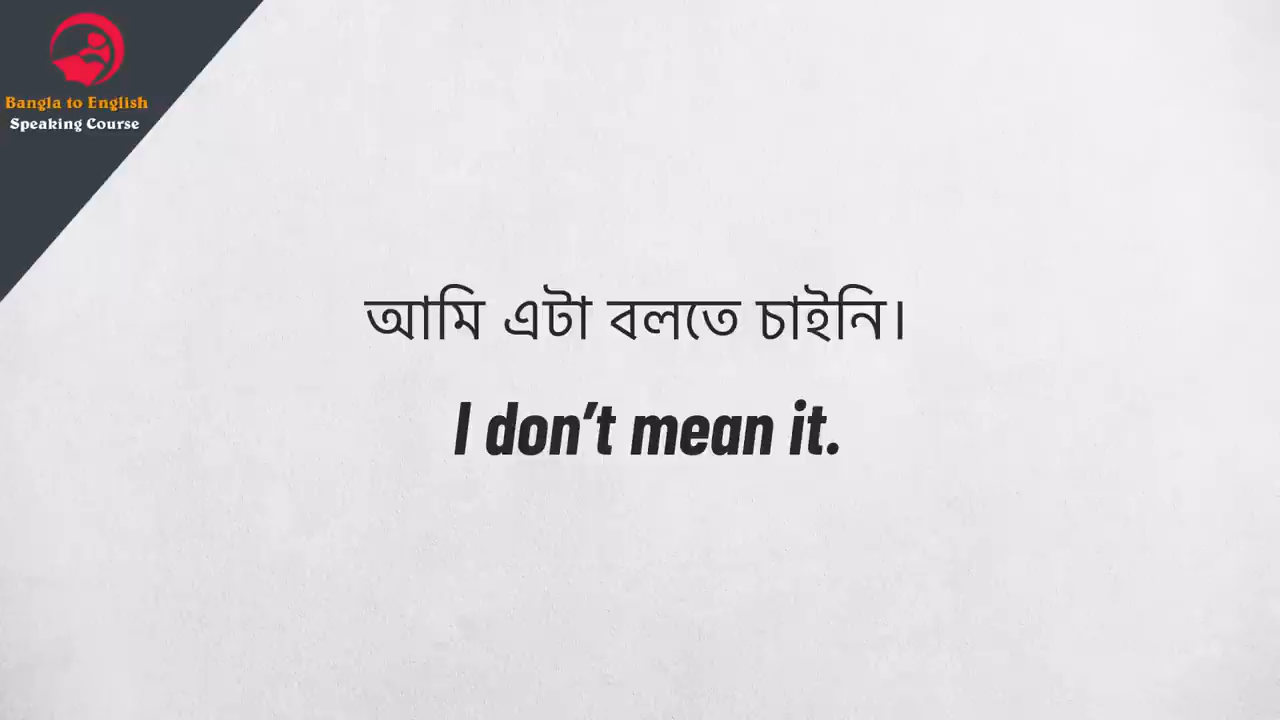 Bangla to English
Speaking Course
আমি এটা বলতে চাইনি।
I don’t mean it.